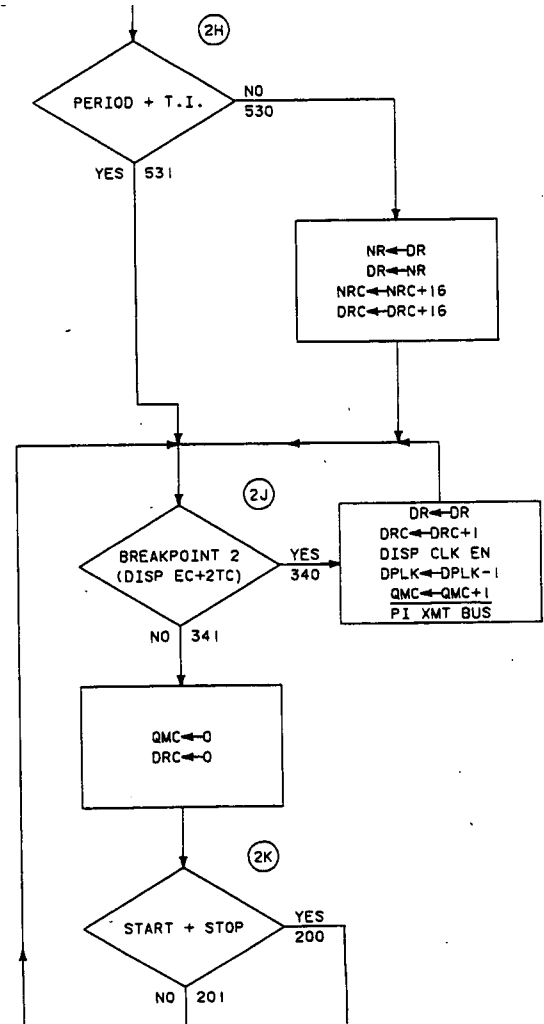 2H
PERIOD + T.I.
NO
530
YES 531
NR←DR
DR←NR
NRC←NRC+16
DRC←DRC+16
2J
BREAKPOINT 2
(DISP EC+2TC)
YES
340
NO 341
DR←DR
DRC←DRC+1
DISP CLK EN
DPLK←DPLK-1
QMC←QMC+1
PI XMT BUS
QMC←0
DRC←0
2K
START + STOP
YES
200
NO 201